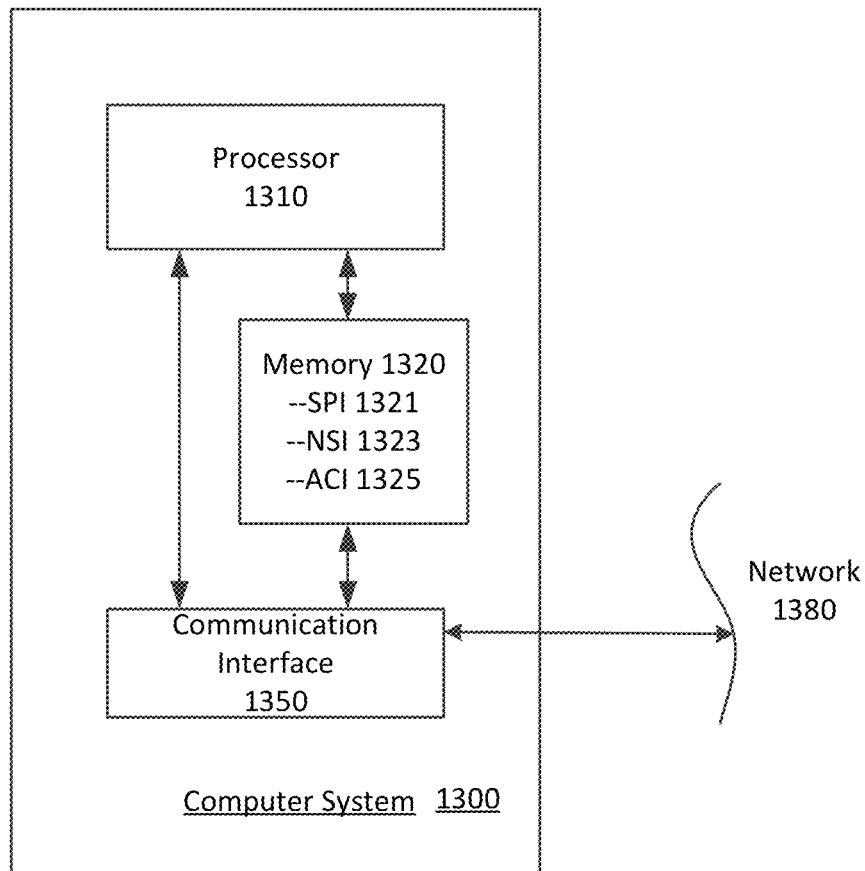 Processor
1310
Memory 1320
--SPI 1321
--NSI 1323
--ACI 1325
Network
1380
Communication
Interface
1350
Computer System 1300